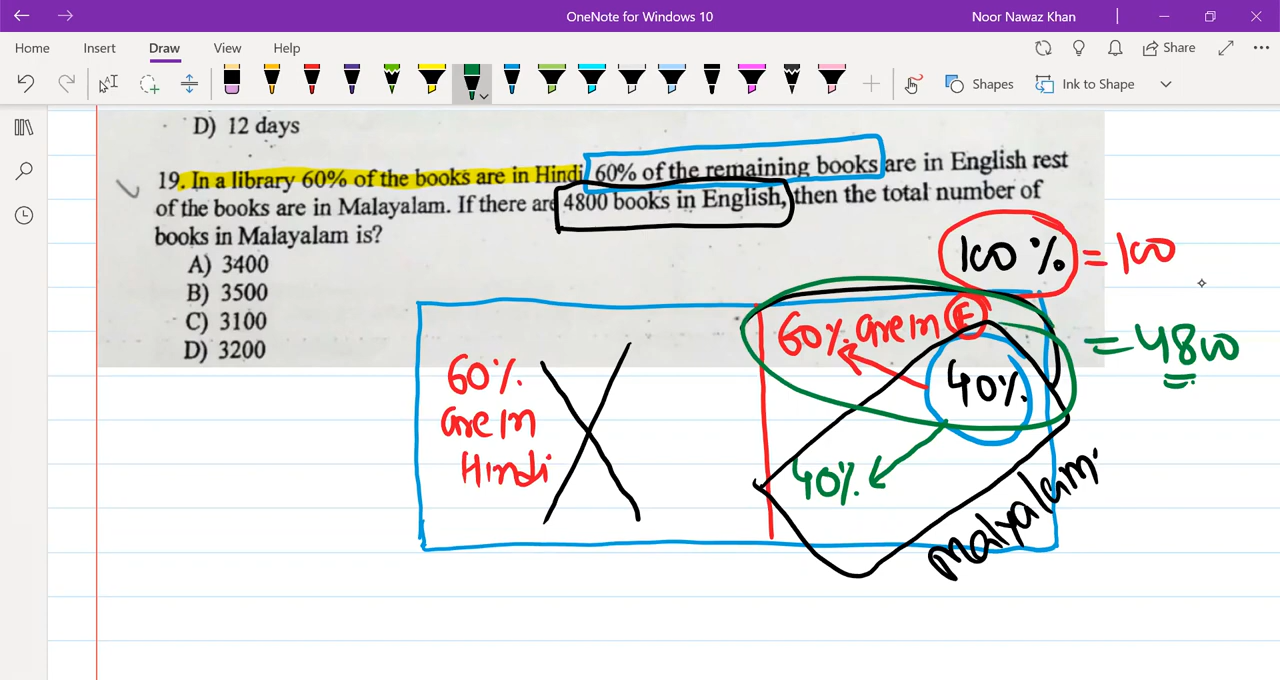 OneNote for Windows 10
Noor Nawaz Khan
Home Insert Draw View Help
Share
Shapes
Ink to Shape
D) 12 days
19. In a library 60% of the books are in Hindi 60% of the remaining books are in English rest
of the books are in Malayalam. If there are 4800 books in English, then the total number of
books in Malayalam is?
A) 3400
B) 3500
C) 3100
D) 3200
100 % = 100
60% are in E
= 4800
60%
are in
Hindi
40%
40%
malyalam